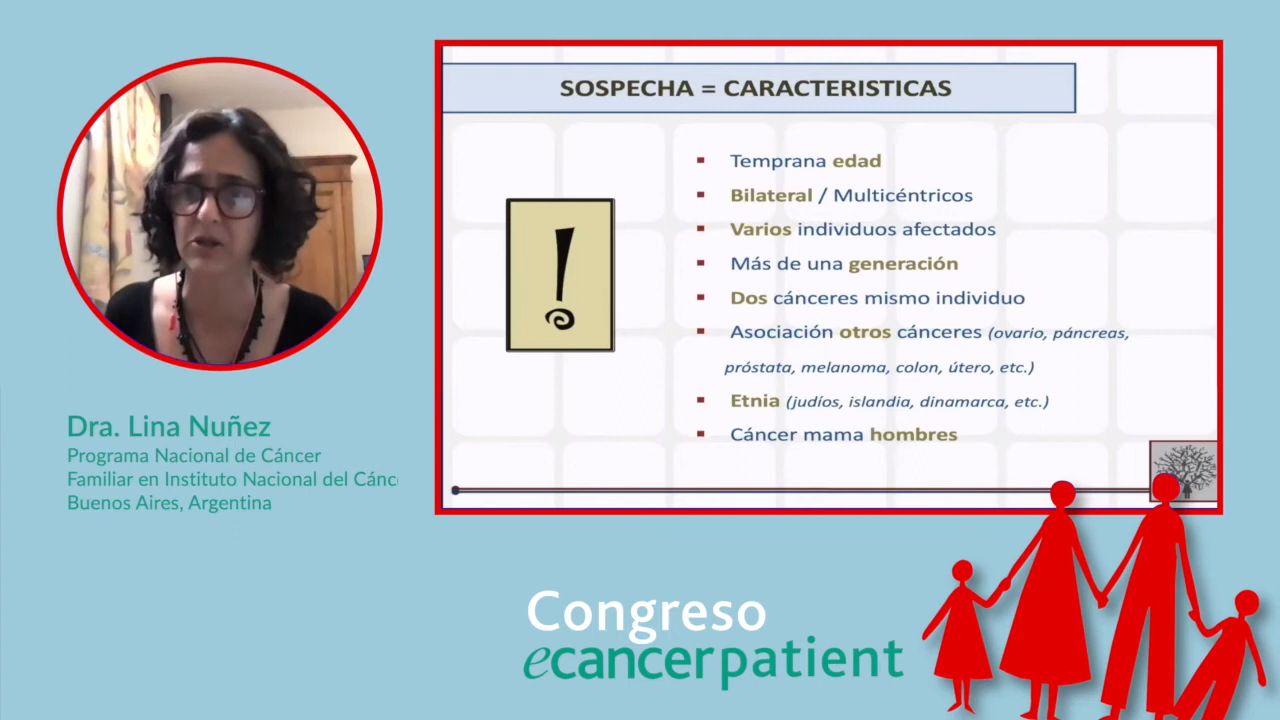 SOSPECHA = CARACTERISTICAS
Temprana edad
Bilateral / Multicéntricos
Varios individuos afectados
Más de una generación
Dos cánceres mismo individuo
Asociación otros cánceres (ovario, páncreas,
próstata, melanoma, colon, útero, etc.)
Etnia (judíos, islandia, dinamarca, etc.)
Cáncer mama hombres
Dra. Lina Nuñez
Programa Nacional de Cáncer
Familiar en Instituto Nacional del Cánc
Buenos Aires, Argentina
Congreso
ecancerpatient